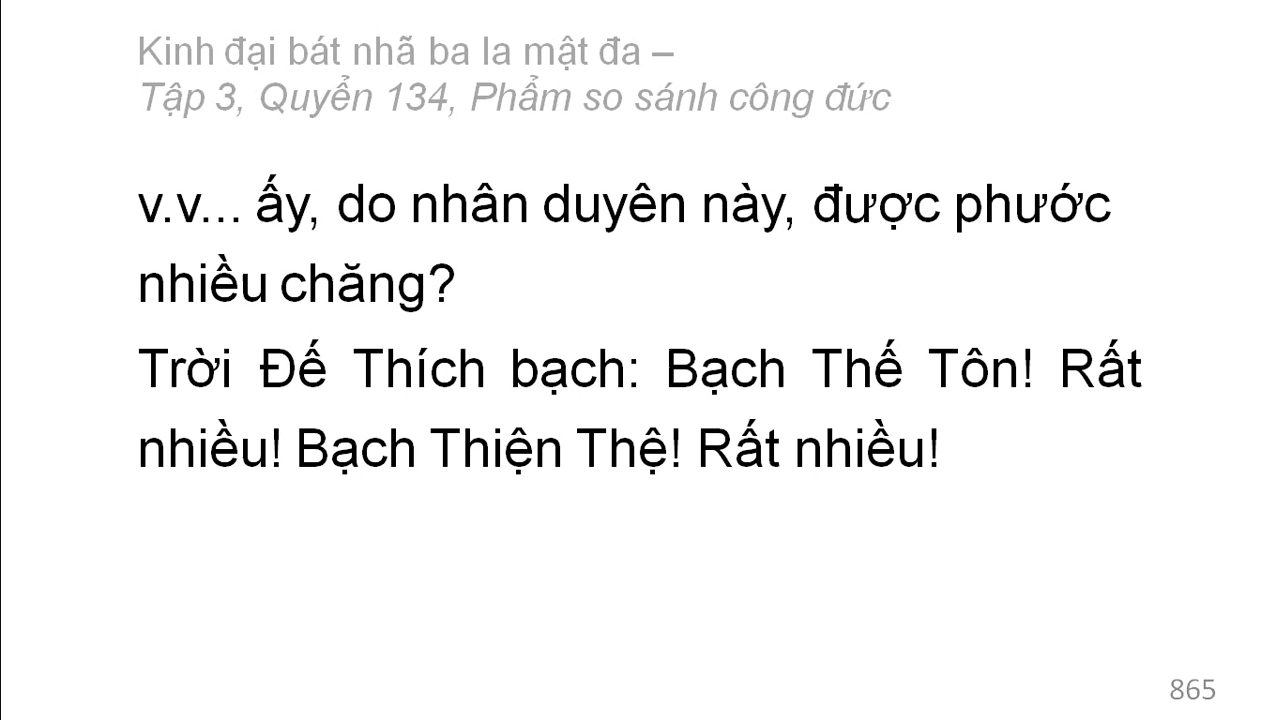 Kinh đại bát nhã ba la mật đa –
Tập 3, Quyển 134, Phẩm so sánh công đức
v.v... ấy, do nhân duyên này, được phước
nhiều chăng?
Trời Đế Thích bạch: Bạch Thế Tôn! Rất
nhiều! Bạch Thiện Thệ! Rất nhiều!
865